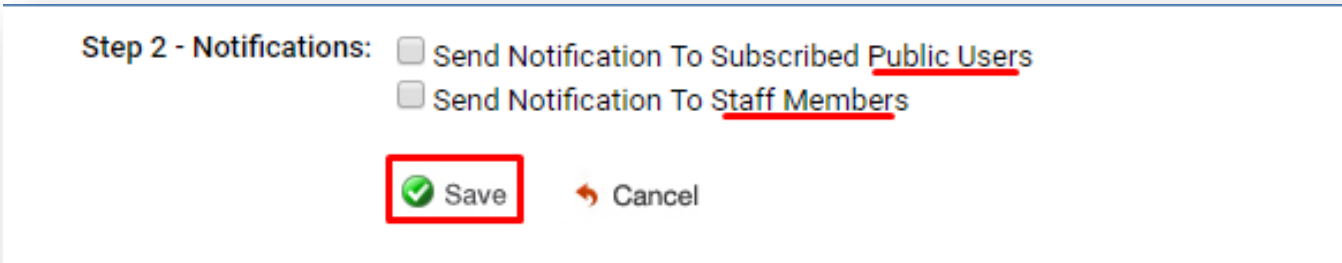 Step 2 - Notifications: Send Notification To Subscribed Public Users
Send Notification To Staff Members
Save Cancel